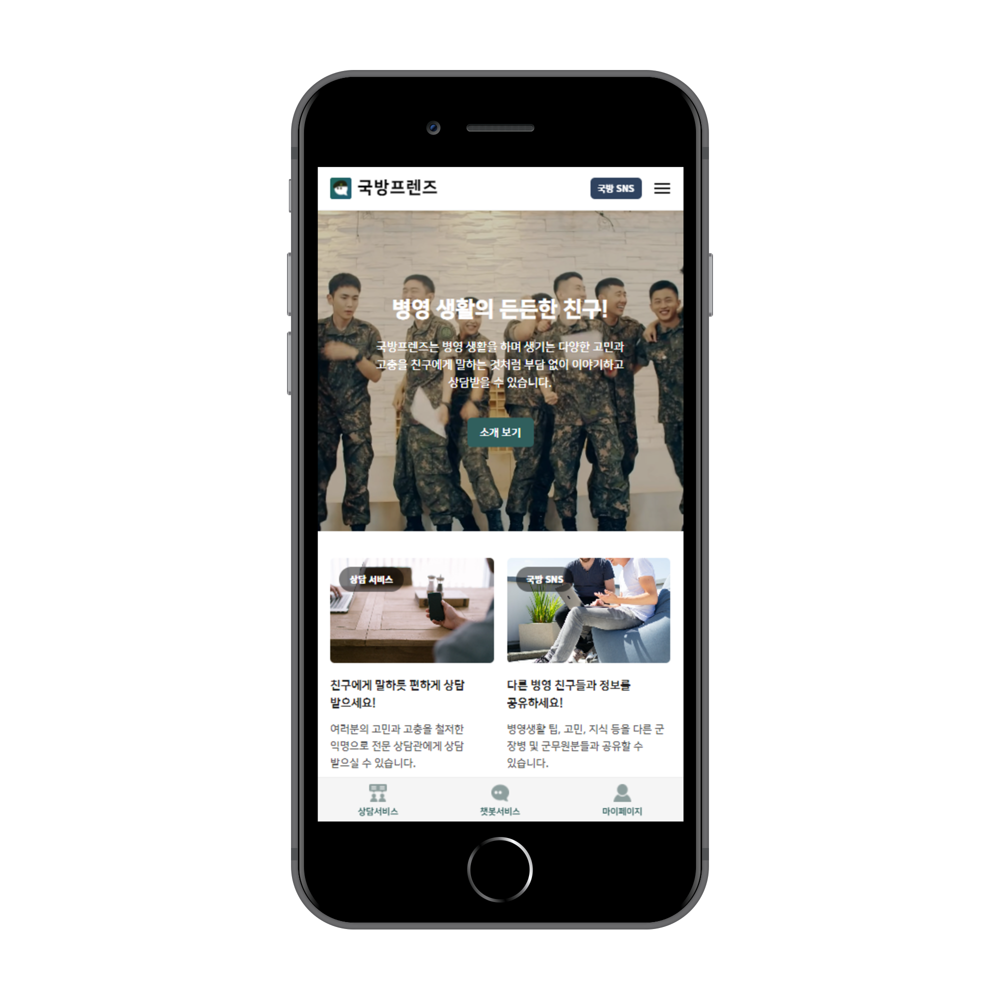 국방프렌즈
국방 SNS
병영 생활의 든든한 친구!
국방프렌즈는 병영 생활을 하며 생기는 다양한 고민과
고충을 친구에게 말하는 것처럼 부담 없이 이야기하고
상담받을 수 있습니다.
소개 보기
상담 서비스
친구에게 말하듯 편하게 상담
받으세요!
여러분의 고민과 고충을 철저한
익명으로 전문 상담관에게 상담
받으실 수 있습니다.
국방 SNS
다른 병영 친구들과 정보를
공유하세요!
병영생활 팁, 고민, 지식 등을 다른 군
장병 및 군무원분들과 공유할 수
있습니다.
상담서비스
챗봇서비스
마이페이지